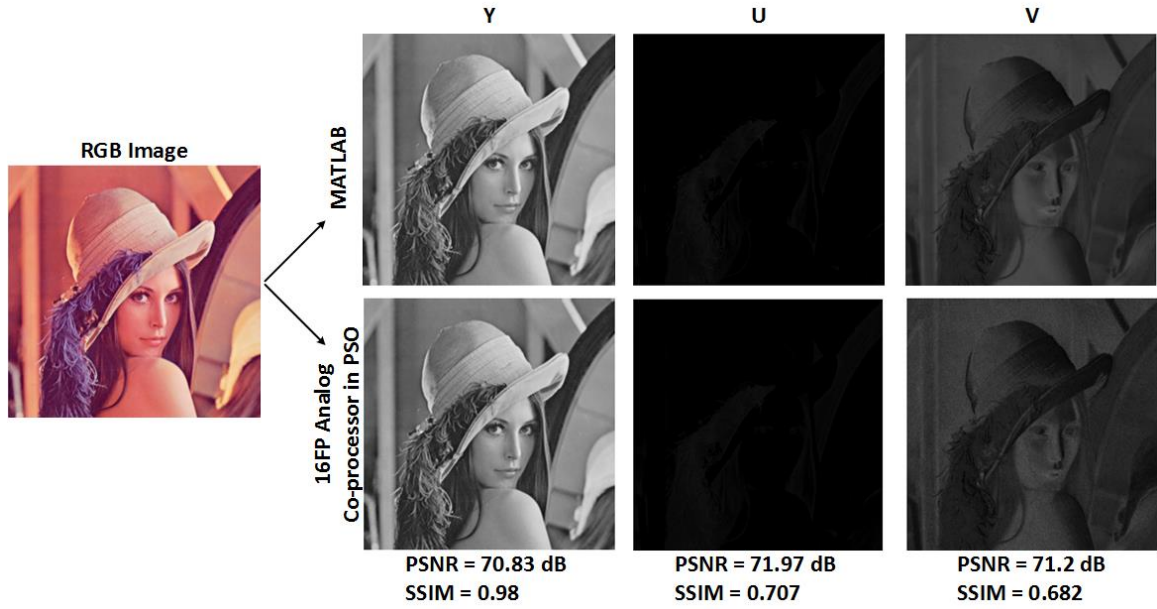 Y
U
V
RGB Image
MATLAB
16FP Analog
Co-processor in PSO
PSNR = 70.83 dB
SSIM = 0.98
PSNR = 71.97 dB
SSIM = 0.707
PSNR = 71.2 dB
SSIM = 0.682